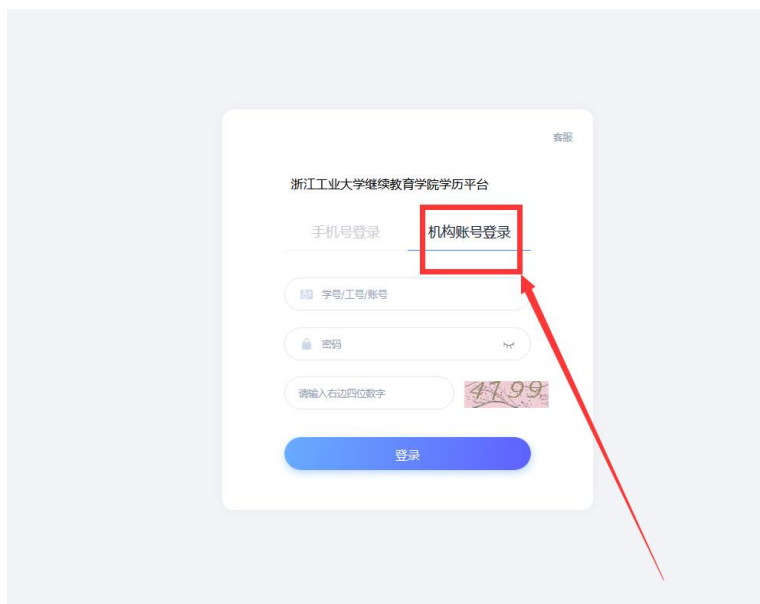 客服
浙江工业大学继续教育学院学历平台
手机号登录 机构账号登录
学号/工号/账号
密码
请输入右边四位数字 4799
登录